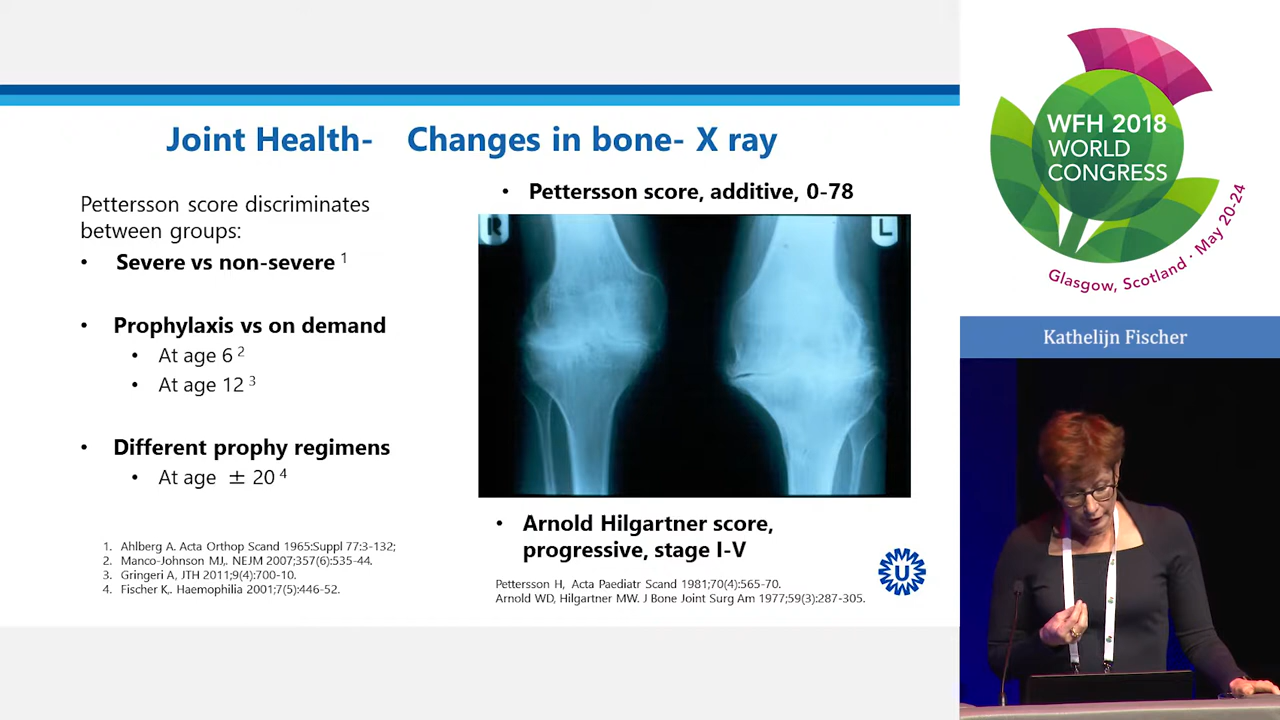 Joint Health- Changes in bone- X ray
Pettersson score discriminates
between groups:
• Severe vs non-severe 1
• Prophylaxis vs on demand
• At age 6 2
• At age 12 3
• Different prophy regimens
• At age ± 20 4
1. Ahlberg A. Acta Orthop Scand 1965:Suppl 77:3-132;
2. Manco-Johnson MJ,. NEJM 2007;357(6):535-44.
3. Gringeri A, JTH 2011;9(4):700-10.
4. Fischer K,. Haemophilia 2001;7(5):446-52.
• Pettersson score, additive, 0-78
R
L
• Arnold Hilgartner score,
progressive, stage I-V
Pettersson H, Acta Paediatr Scand 1981;70(4):565-70.
Arnold WD, Hilgartner MW. J Bone Joint Surg Am 1977;59(3):287-305.
U
WFH 2018
WORLD
CONGRESS
Glasgow, Scotland · May 20-24
Kathelijn Fischer